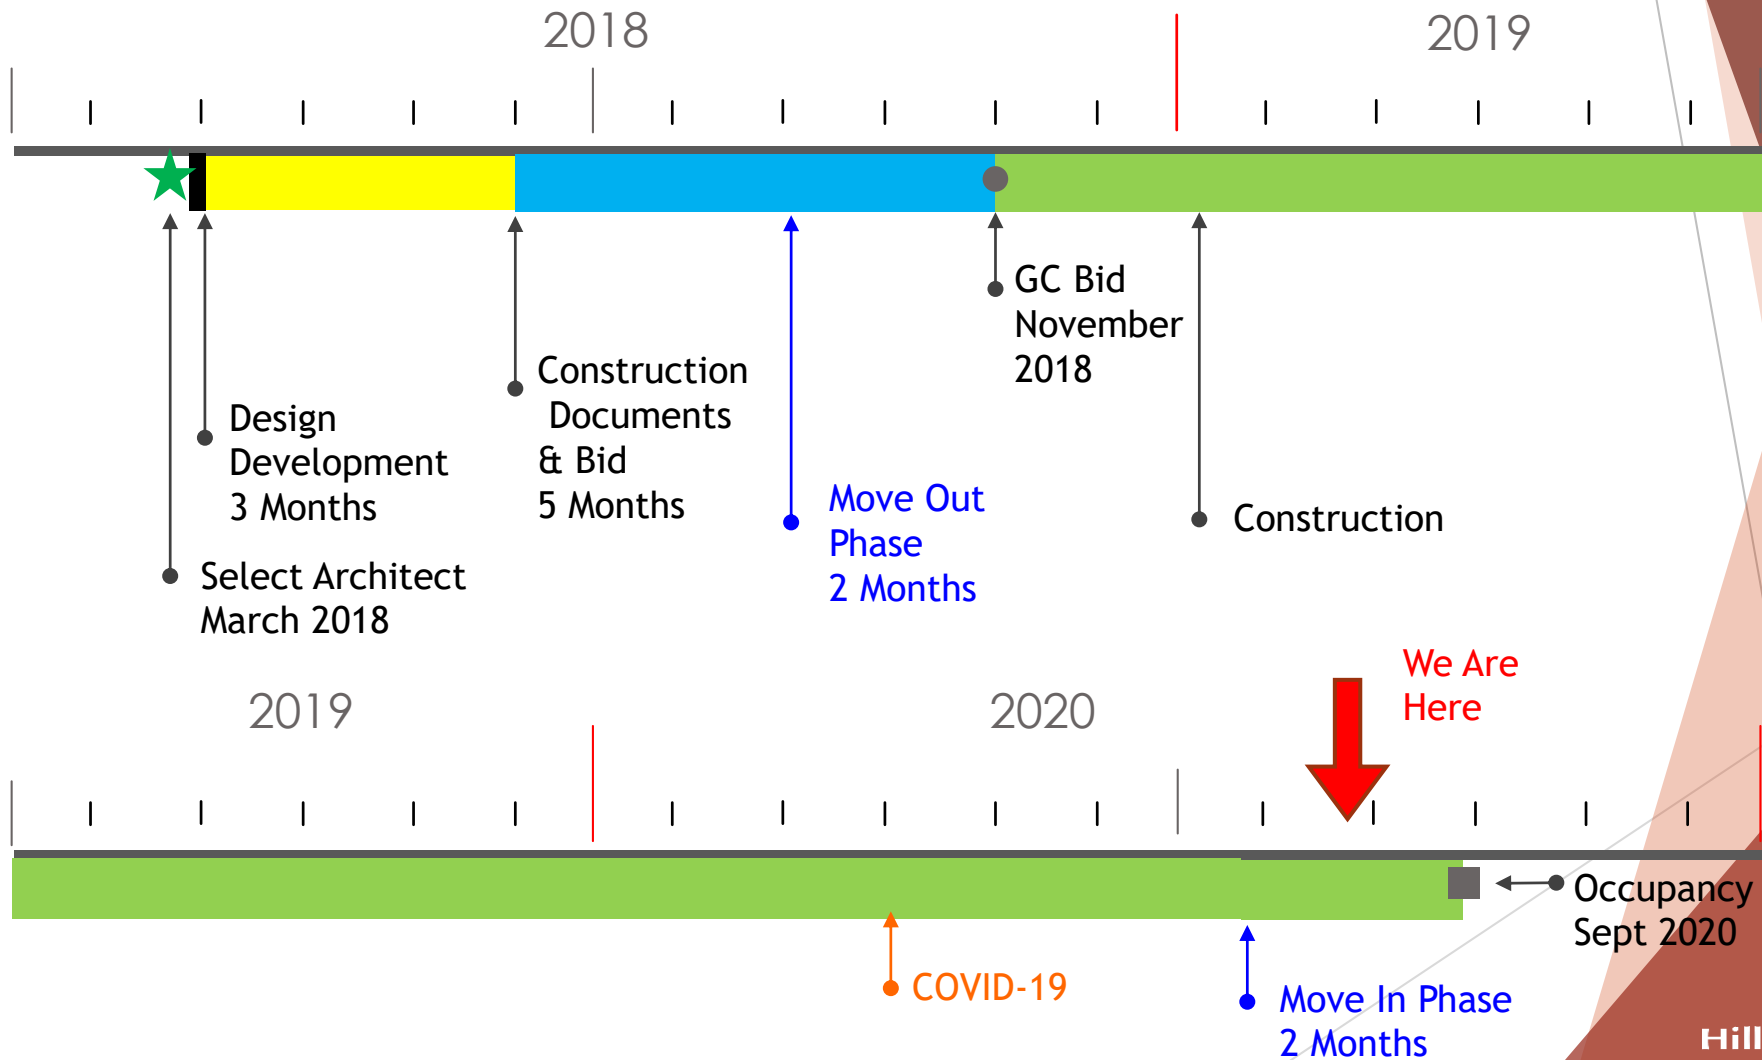 2018
2019
GC Bid
November
2018
Construction
Documents
& Bid
5 Months
Design
Development
3 Months
Move Out
Phase
2 Months
Construction
Select Architect
March 2018
We Are
Here
2019
2020
Occupancy
Sept 2020
COVID-19
Move In Phase
2 Months
Hill